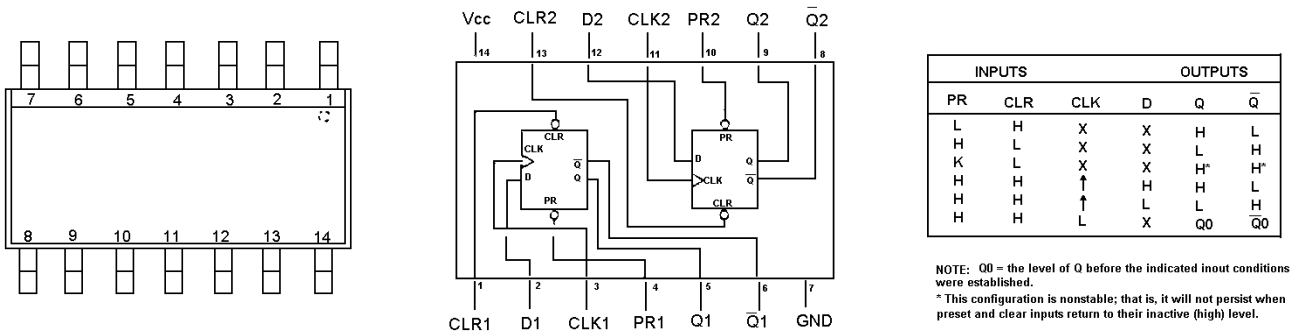 7 6 5 4 3 2 1
8 9 10 11 12 13 14
Vcc CLR2 D2 CLK2 PR2 Q2 Q̅2
14 13 12 11 10 9 8
CLR
CLK
D
Q̅
Q
PR
PR
D
Q
CLK
Q̅
CLR
1 2 3 4 5 6 7
CLR1 D1 CLK1 PR1 Q1 Q̅1 GND
INPUTS OUTPUTS
PR CLR CLK D Q Q̅
L H X X H L
H L X X L H
K L X X H* H*
H H ↑ H H L
H H ↑ L L H
H H L X Q0 Q̅0
NOTE: Q0 = the level of Q before the indicated inout conditions
were established.
* This configuration is nonstable; that is, it will not persist when
preset and clear inputs return to their inactive (high) level.